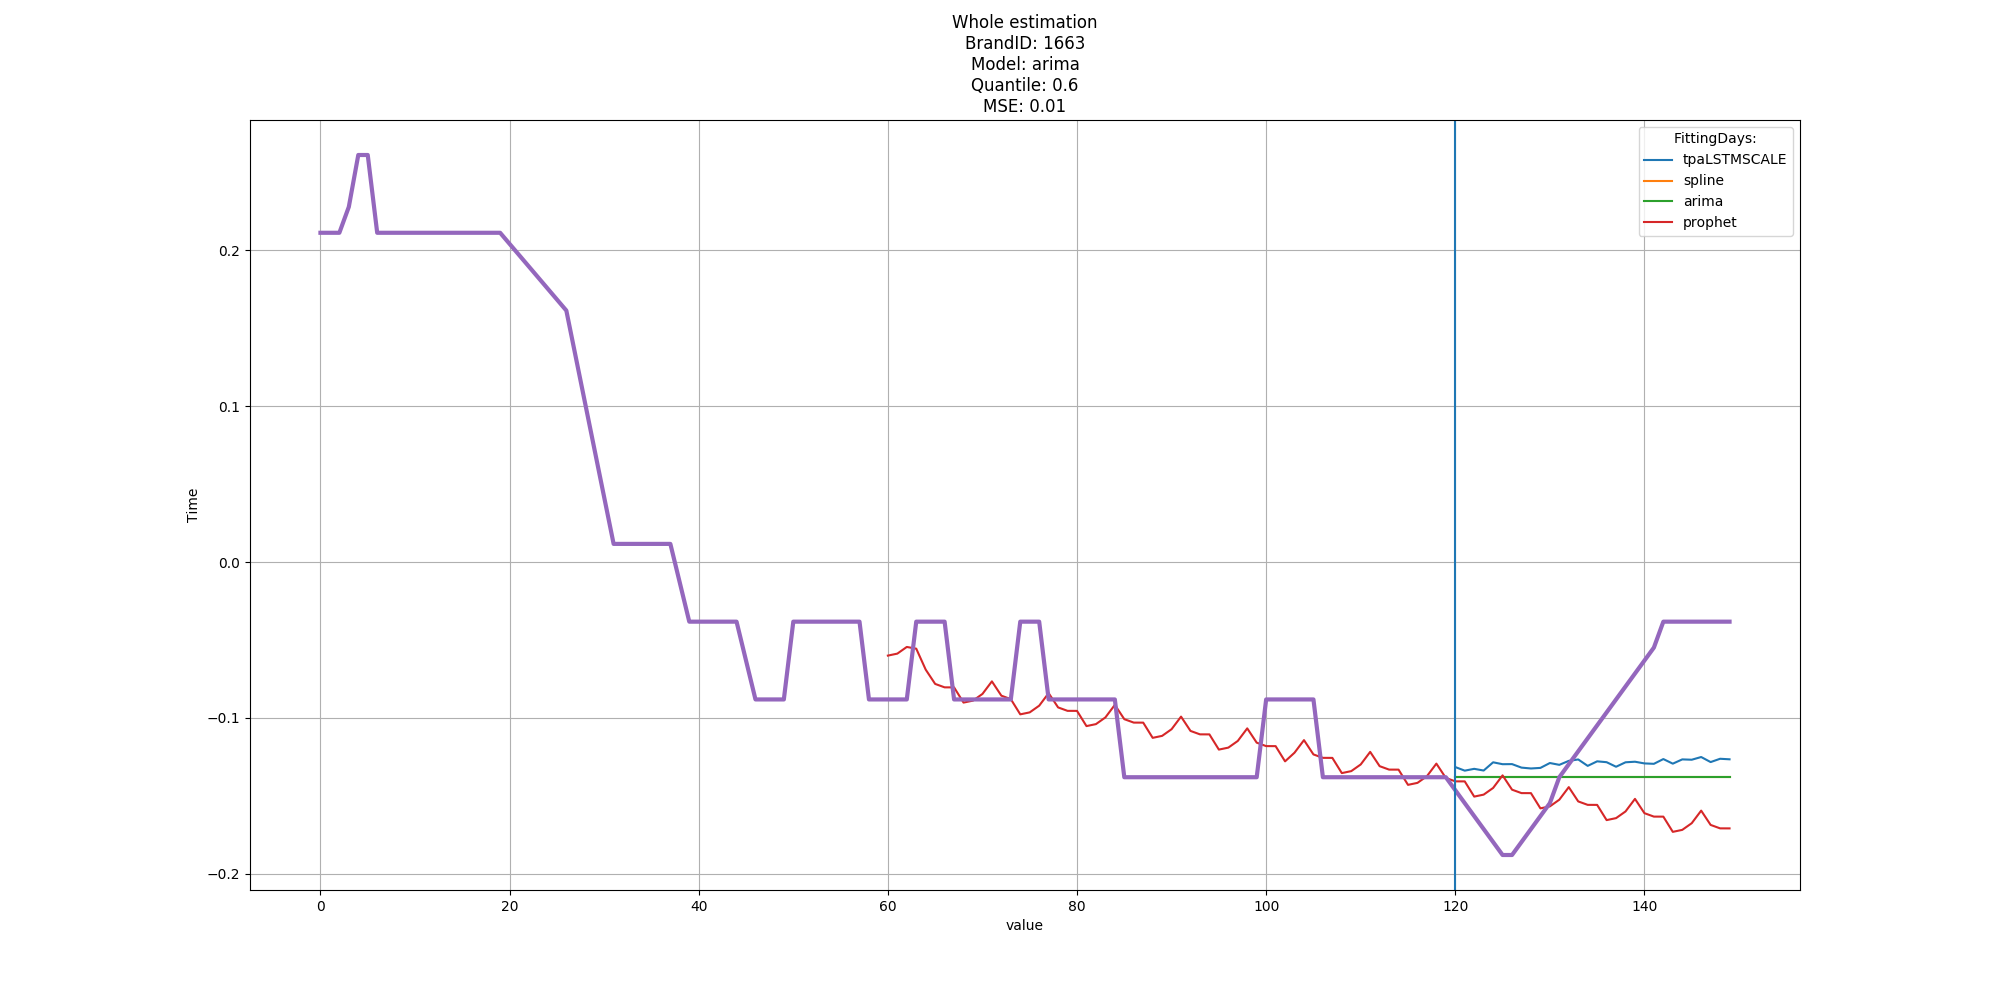 Whole estimation
BrandID: 1663
Model: arima
Quantile: 0.6
MSE: 0.01
FittingDays:
tpaLSTMSCALE
spline
arima
prophet
0.2
0.1
0.0
−0.1
−0.2
Time
0 20 40 60 80 100 120 140
value